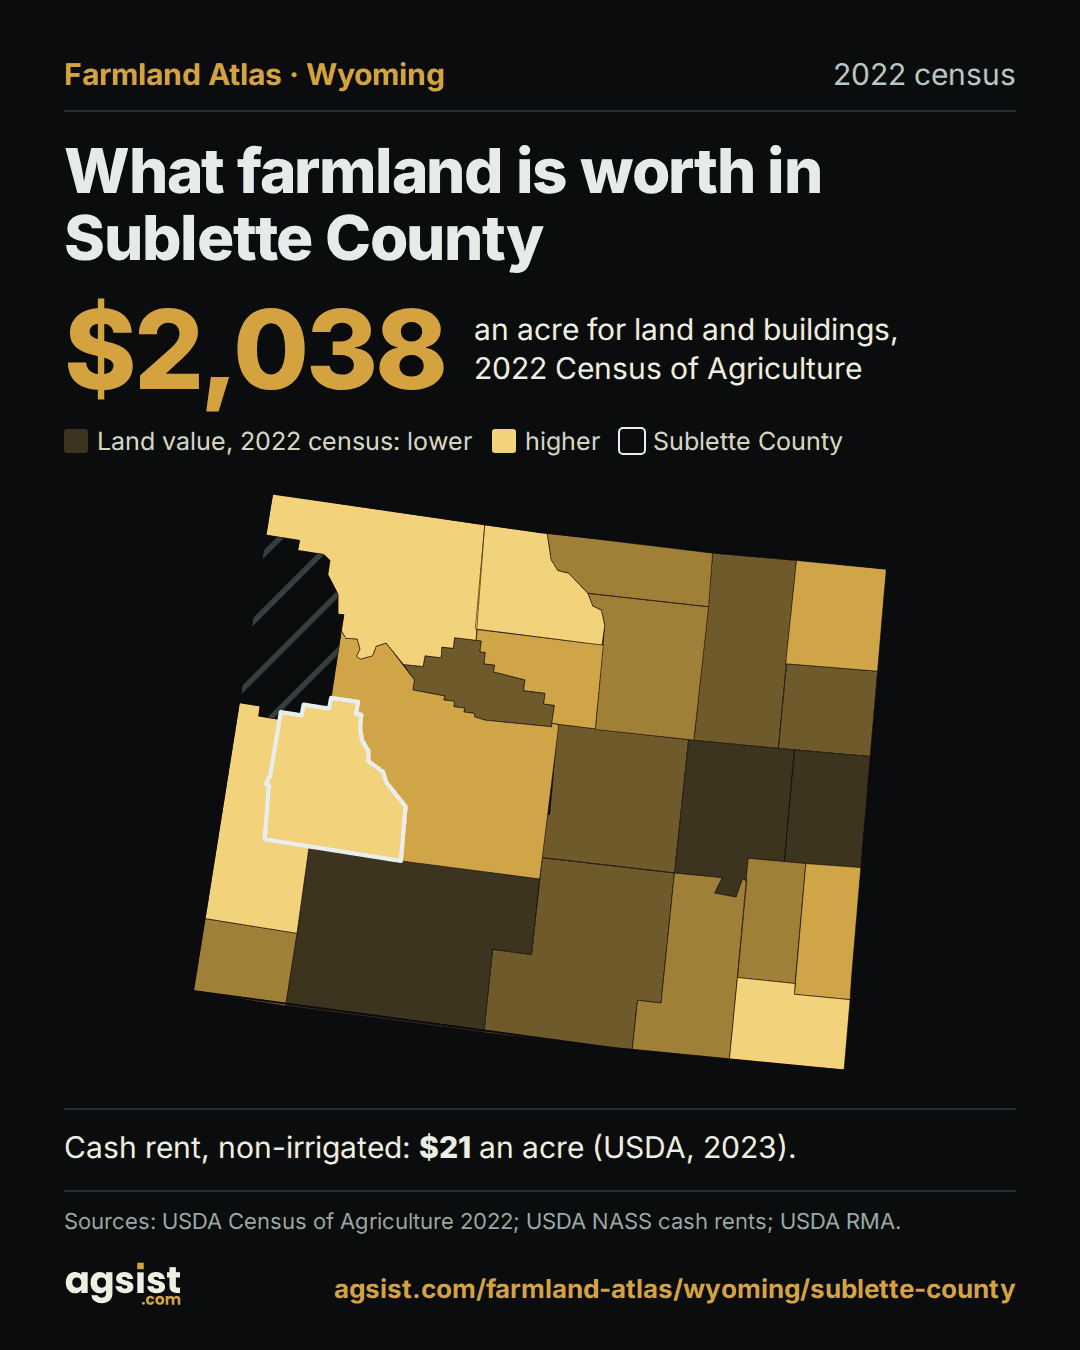 Farmland Atlas · Wyoming
2022 census
What farmland is worth in
Sublette County
$2,038
an acre for land and buildings,
2022 Census of Agriculture
Land value, 2022 census: lower higher Sublette County
Cash rent, non-irrigated: $21 an acre (USDA, 2023).
Sources: USDA Census of Agriculture 2022; USDA NASS cash rents; USDA RMA.
agsist
.com
agsist.com/farmland-atlas/wyoming/sublette-county